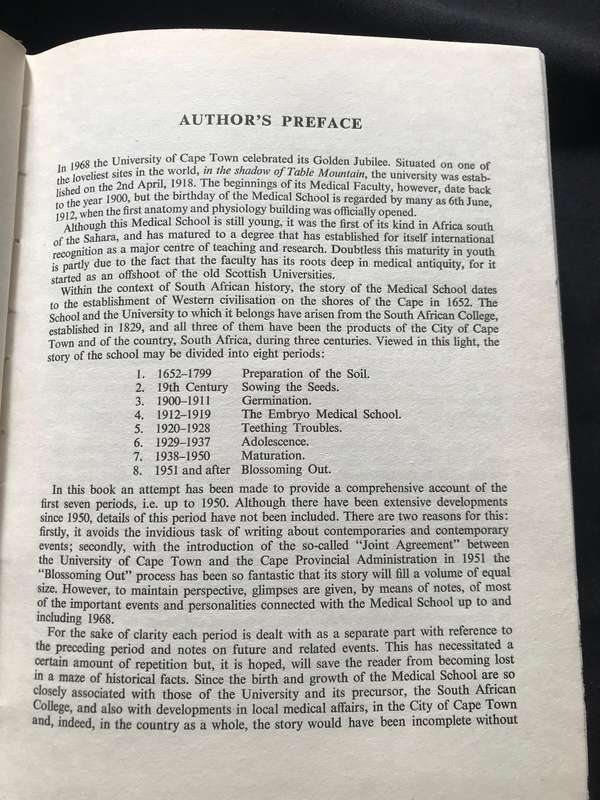 AUTHOR'S PREFACE
In 1968 the University of Cape Town celebrated its Golden Jubilee. Situated on one of
the loveliest sites in the world, in the shadow of Table Mountain, the university was estab-
lished on the 2nd April, 1918. The beginnings of its Medical Faculty, however, date back
to the year 1900, but the birthday of the Medical School is regarded by many as 6th June,
1912, when the first anatomy and physiology building was officially opened.
Although this Medical School is still young, it was the first of its kind in Africa south
of the Sahara, and has matured to a degree that has established for itself international
recognition as a major centre of teaching and research. Doubtless this maturity in youth
is partly due to the fact that the faculty has its roots deep in medical antiquity, for it
started as an offshoot of the old Scottish Universities.
Within the context of South African history, the story of the Medical School dates
to the establishment of Western civilisation on the shores of the Cape in 1652. The
School and the University to which it belongs have arisen from the South African College,
established in 1829, and all three of them have been the products of the City of Cape
Town and of the country, South Africa, during three centuries. Viewed in this light, the
story of the school may be divided into eight periods:
1. 1652–1799 Preparation of the Soil.
2. 19th Century Sowing the Seeds.
3. 1900–1911 Germination.
4. 1912–1919 The Embryo Medical School.
5. 1920–1928 Teething Troubles.
6. 1929–1937 Adolescence.
7. 1938–1950 Maturation.
8. 1951 and after Blossoming Out.
In this book an attempt has been made to provide a comprehensive account of the
first seven periods, i.e. up to 1950. Although there have been extensive developments
since 1950, details of this period have not been included. There are two reasons for this:
firstly, it avoids the invidious task of writing about contemporaries and contemporary
events; secondly, with the introduction of the so-called "Joint Agreement" between
the University of Cape Town and the Cape Provincial Administration in 1951 the
"Blossoming Out" process has been so fantastic that its story will fill a volume of equal
size. However, to maintain perspective, glimpses are given, by means of notes, of most
of the important events and personalities connected with the Medical School up to and
including 1968.
For the sake of clarity each period is dealt with as a separate part with reference to
the preceding period and notes on future and related events. This has necessitated a
certain amount of repetition but, it is hoped, will save the reader from becoming lost
in a maze of historical facts. Since the birth and growth of the Medical School are so
closely associated with those of the University and its precursor, the South African
College, and also with developments in local medical affairs, in the City of Cape Town
and, indeed, in the country as a whole, the story would have been incomplete without